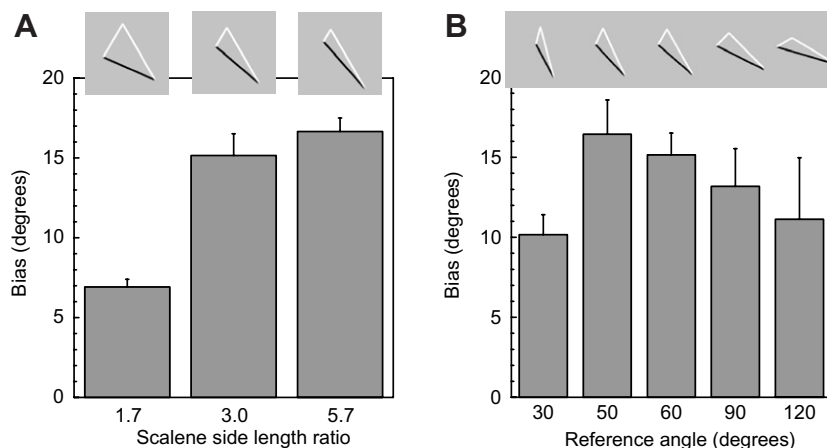 A
B
20
15
10
5
0
Bias (degrees)
1.7 3.0 5.7
Scalene side length ratio
20
15
10
5
0
Bias (degrees)
30 50 60 90 120
Reference angle (degrees)